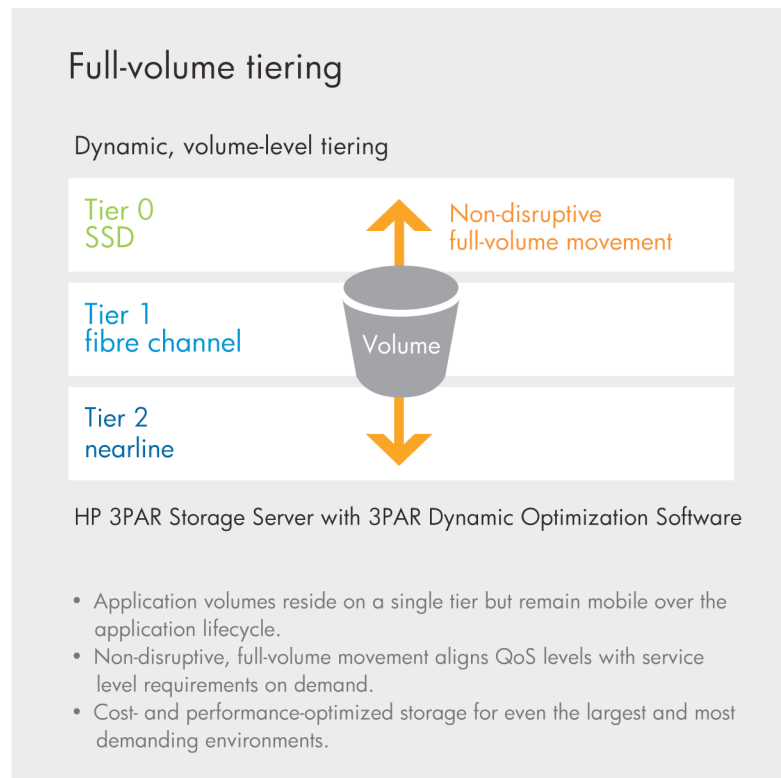 Full-volume tiering
Dynamic, volume-level tiering
Tier 0
SSD
Non-disruptive
full-volume movement
Tier 1
fibre channel
Volume
Tier 2
nearline
HP 3PAR Storage Server with 3PAR Dynamic Optimization Software
• Application volumes reside on a single tier but remain mobile over the
application lifecycle.
• Non-disruptive, full-volume movement aligns QoS levels with service
level requirements on demand.
• Cost- and performance-optimized storage for even the largest and most
demanding environments.